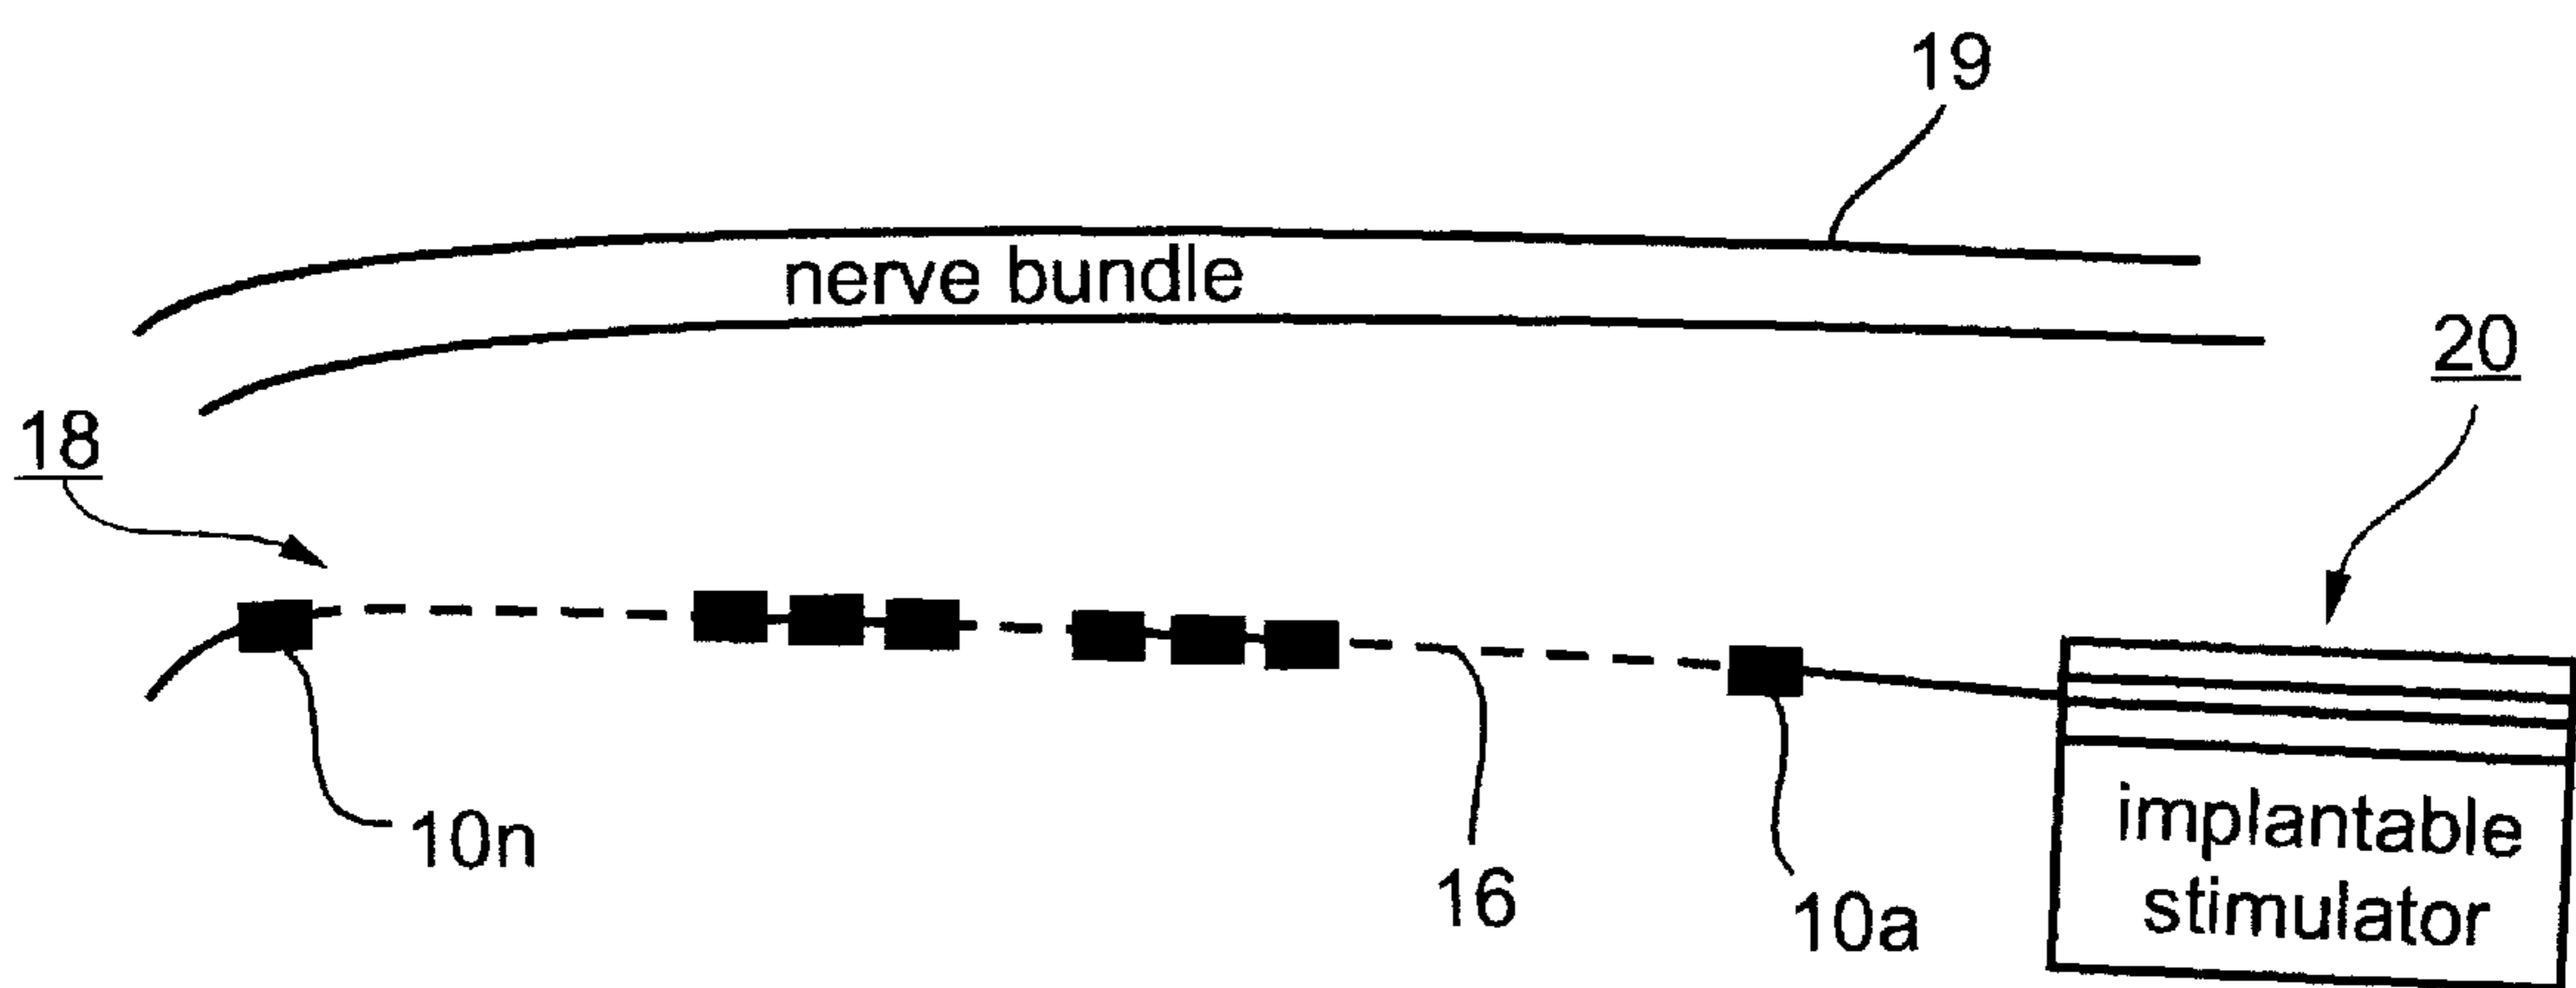 19
nerve bundle
20
18
10n
16
10a
implantable
stimulator